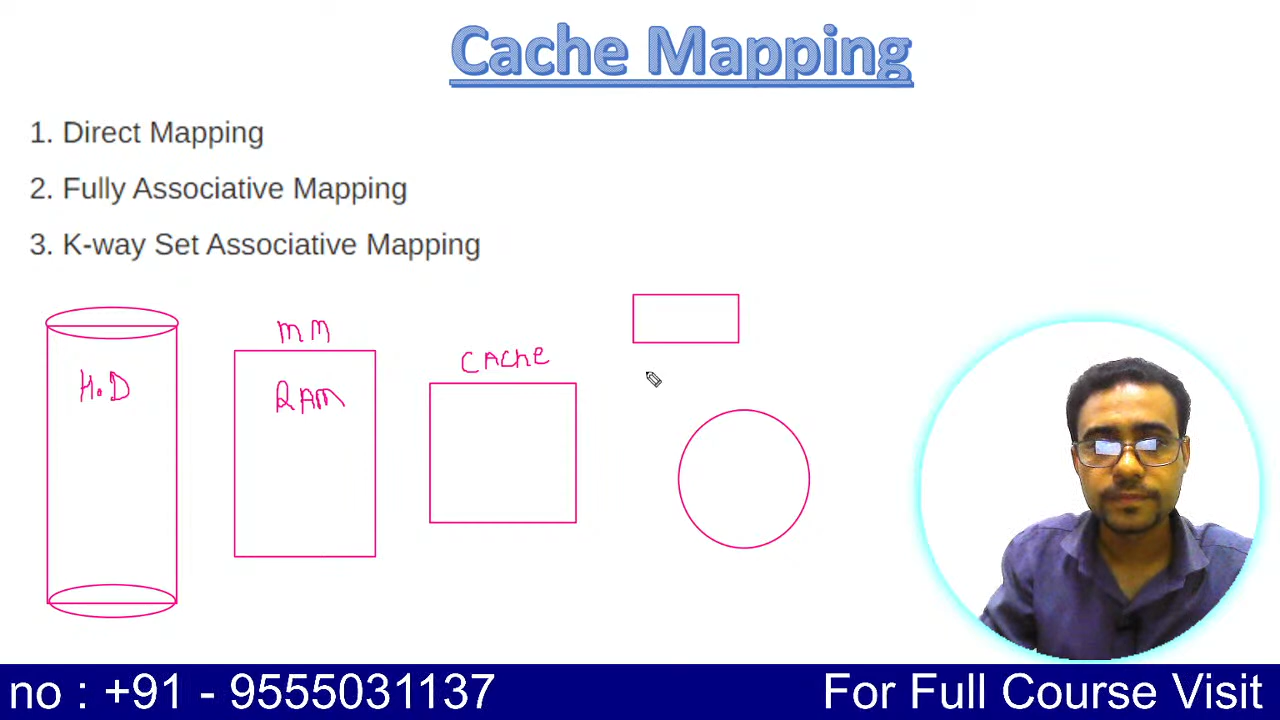 Cache Mapping
1. Direct Mapping
2. Fully Associative Mapping
3. K-way Set Associative Mapping
MM
CAChe
H.D
RAM
no : +91 - 9555031137
For Full Course Visit